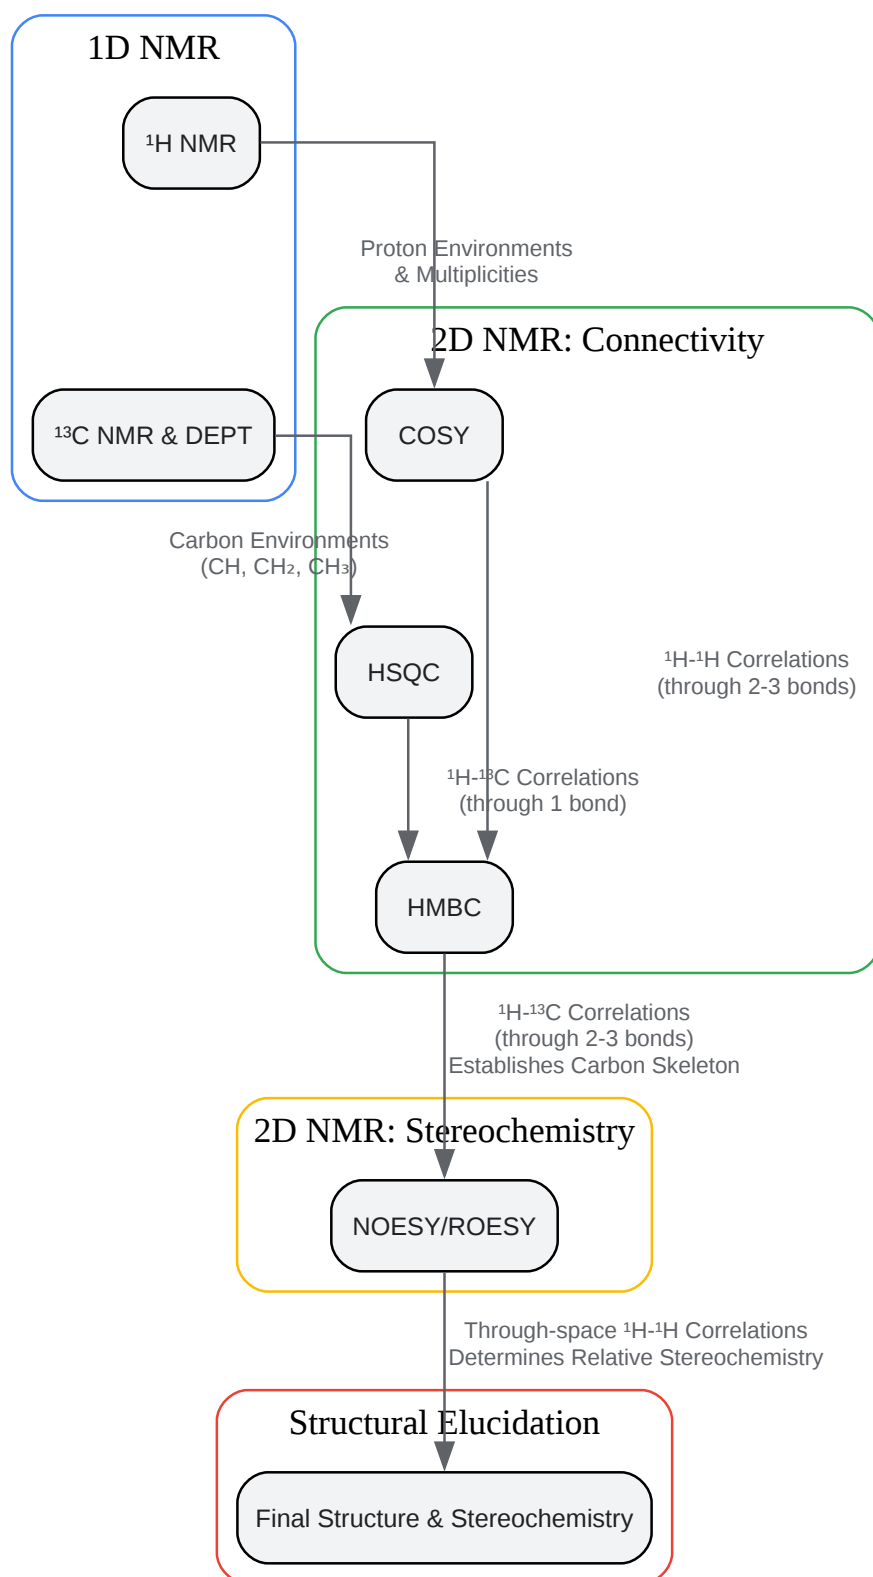 1D NMR
¹H NMR
Proton Environments
& Multiplicities
2D NMR: Connectivity
¹³C NMR & DEPT
COSY
Carbon Environments
(CH, CH₂, CH₃)
HSQC
¹H-¹H Correlations
(through 2-3 bonds)
¹H-¹³C Correlations
(through 1 bond)
HMBC
¹H-¹³C Correlations
(through 2-3 bonds)
Establishes Carbon Skeleton
2D NMR: Stereochemistry
NOESY/ROESY
Through-space ¹H-¹H Correlations
Determines Relative Stereochemistry
Structural Elucidation
Final Structure & Stereochemistry